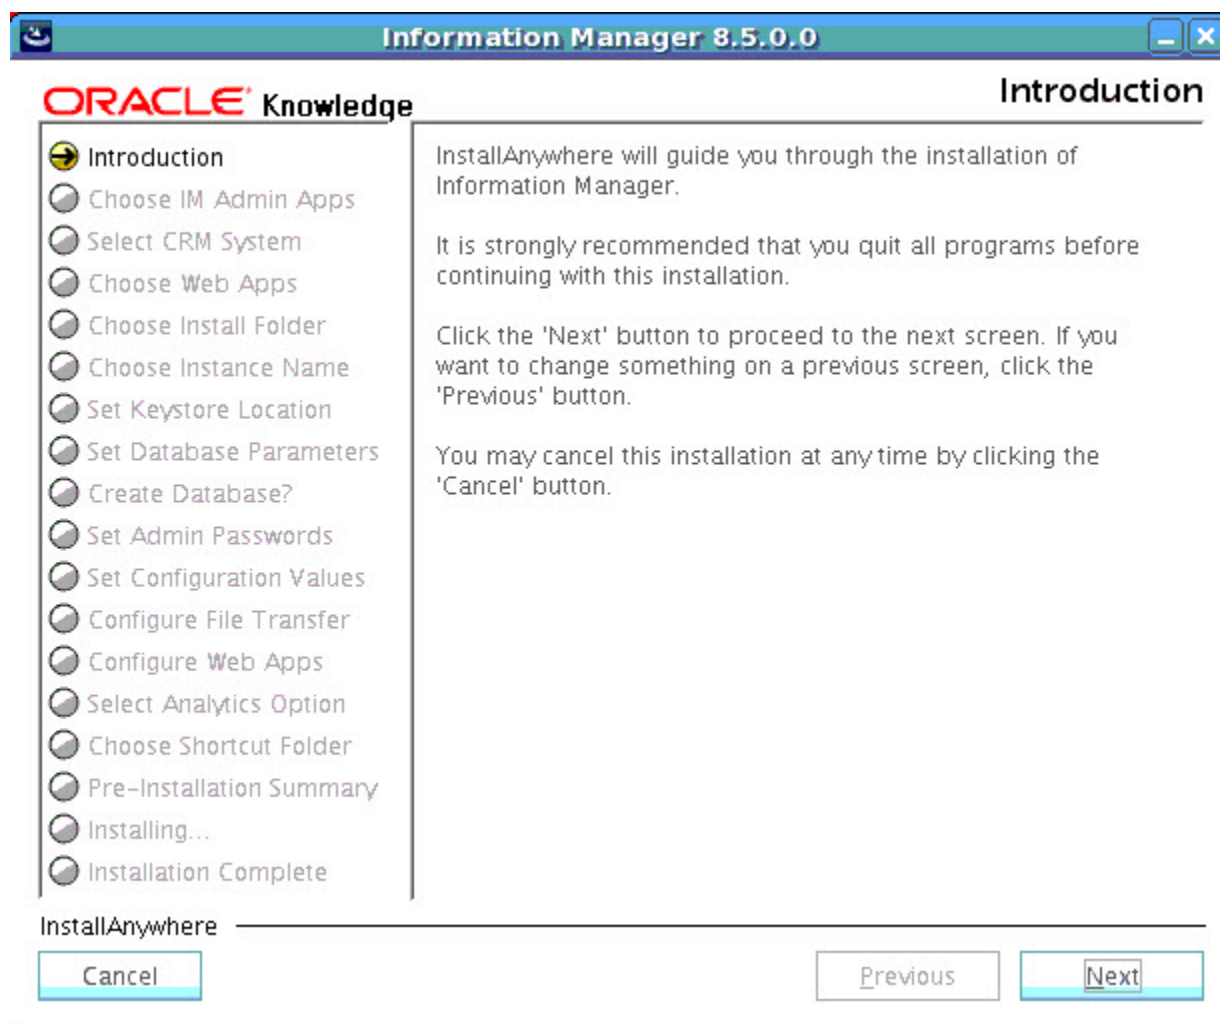 Information Manager 8.5.0.0
ORACLE Knowledge
Introduction
Introduction
Choose IM Admin Apps
Select CRM System
Choose Web Apps
Choose Install Folder
Choose Instance Name
Set Keystore Location
Set Database Parameters
Create Database?
Set Admin Passwords
Set Configuration Values
Configure File Transfer
Configure Web Apps
Select Analytics Option
Choose Shortcut Folder
Pre-Installation Summary
Installing...
Installation Complete
InstallAnywhere will guide you through the installation of
Information Manager.
It is strongly recommended that you quit all programs before
continuing with this installation.
Click the 'Next' button to proceed to the next screen. If you
want to change something on a previous screen, click the
'Previous' button.
You may cancel this installation at any time by clicking the
'Cancel' button.
InstallAnywhere
Cancel
Previous
Next